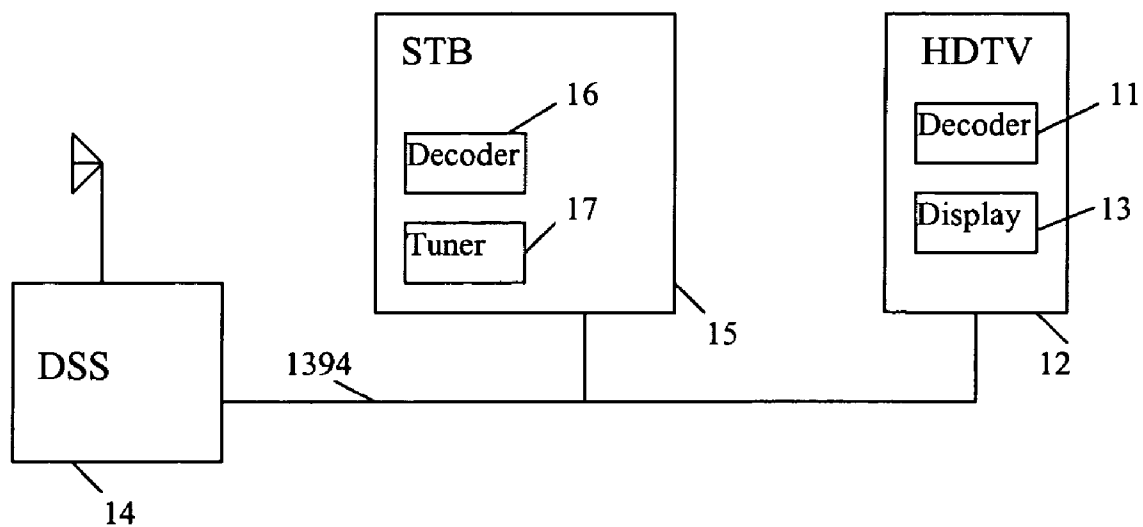 STB
16
Decoder
17
Tuner
15
HDTV
11
Decoder
Display
13
12
DSS
1394
14